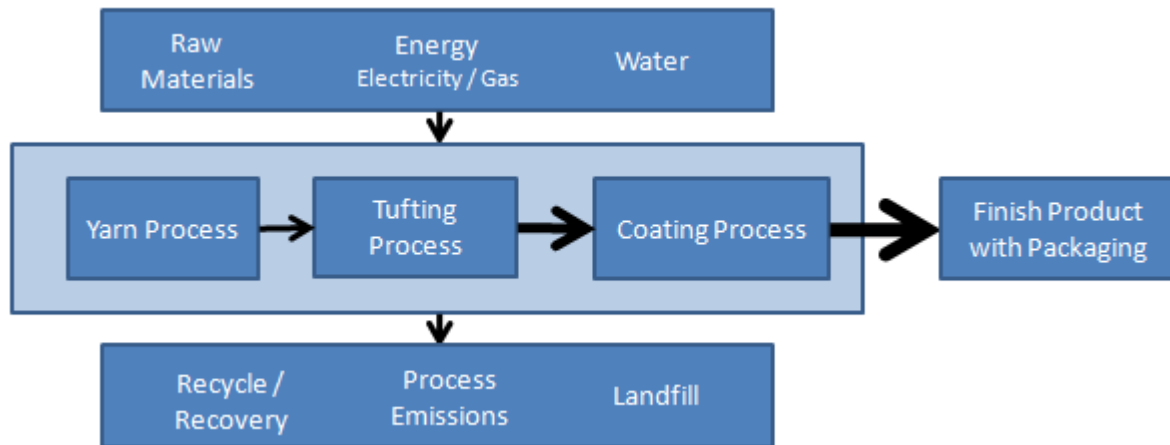 Raw
Materials
Energy
Electricity / Gas
Water
Yarn Process
Tufting
Process
Coating Process
Finish Product
with Packaging
Recycle /
Recovery
Process
Emissions
Landfill